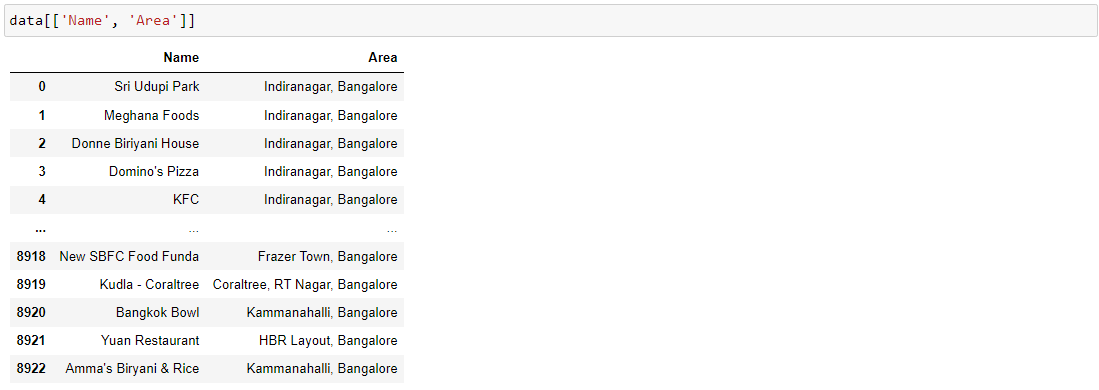 data[['Name', 'Area']]
Name Area
0 Sri Udupi Park Indiranagar, Bangalore
1 Meghana Foods Indiranagar, Bangalore
2 Donne Biriyani House Indiranagar, Bangalore
3 Domino's Pizza Indiranagar, Bangalore
4 KFC Indiranagar, Bangalore
... ... ...
8918 New SBFC Food Funda Frazer Town, Bangalore
8919 Kudla - Coraltree Coraltree, RT Nagar, Bangalore
8920 Bangkok Bowl Kammanahalli, Bangalore
8921 Yuan Restaurant HBR Layout, Bangalore
8922 Amma's Biryani & Rice Kammanahalli, Bangalore